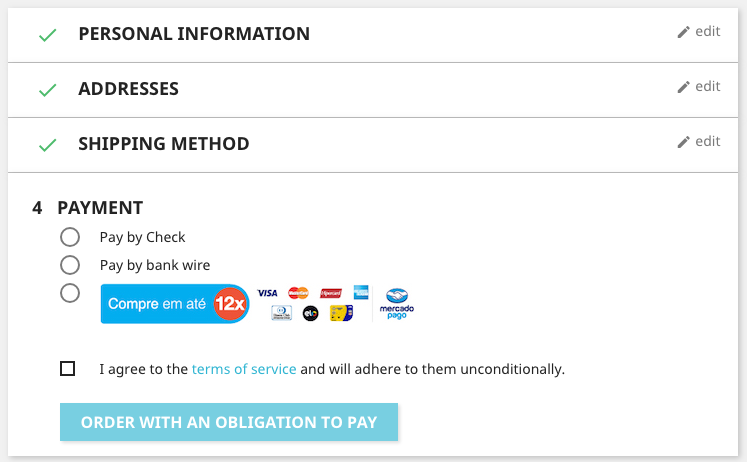 PERSONAL INFORMATION
edit
ADDRESSES
edit
SHIPPING METHOD
edit
4 PAYMENT
Pay by Check
Pay by bank wire
Compre em até 12x
VISA
Hipercard
elo
mercado
pago
I agree to the terms of service and will adhere to them unconditionally.
ORDER WITH AN OBLIGATION TO PAY